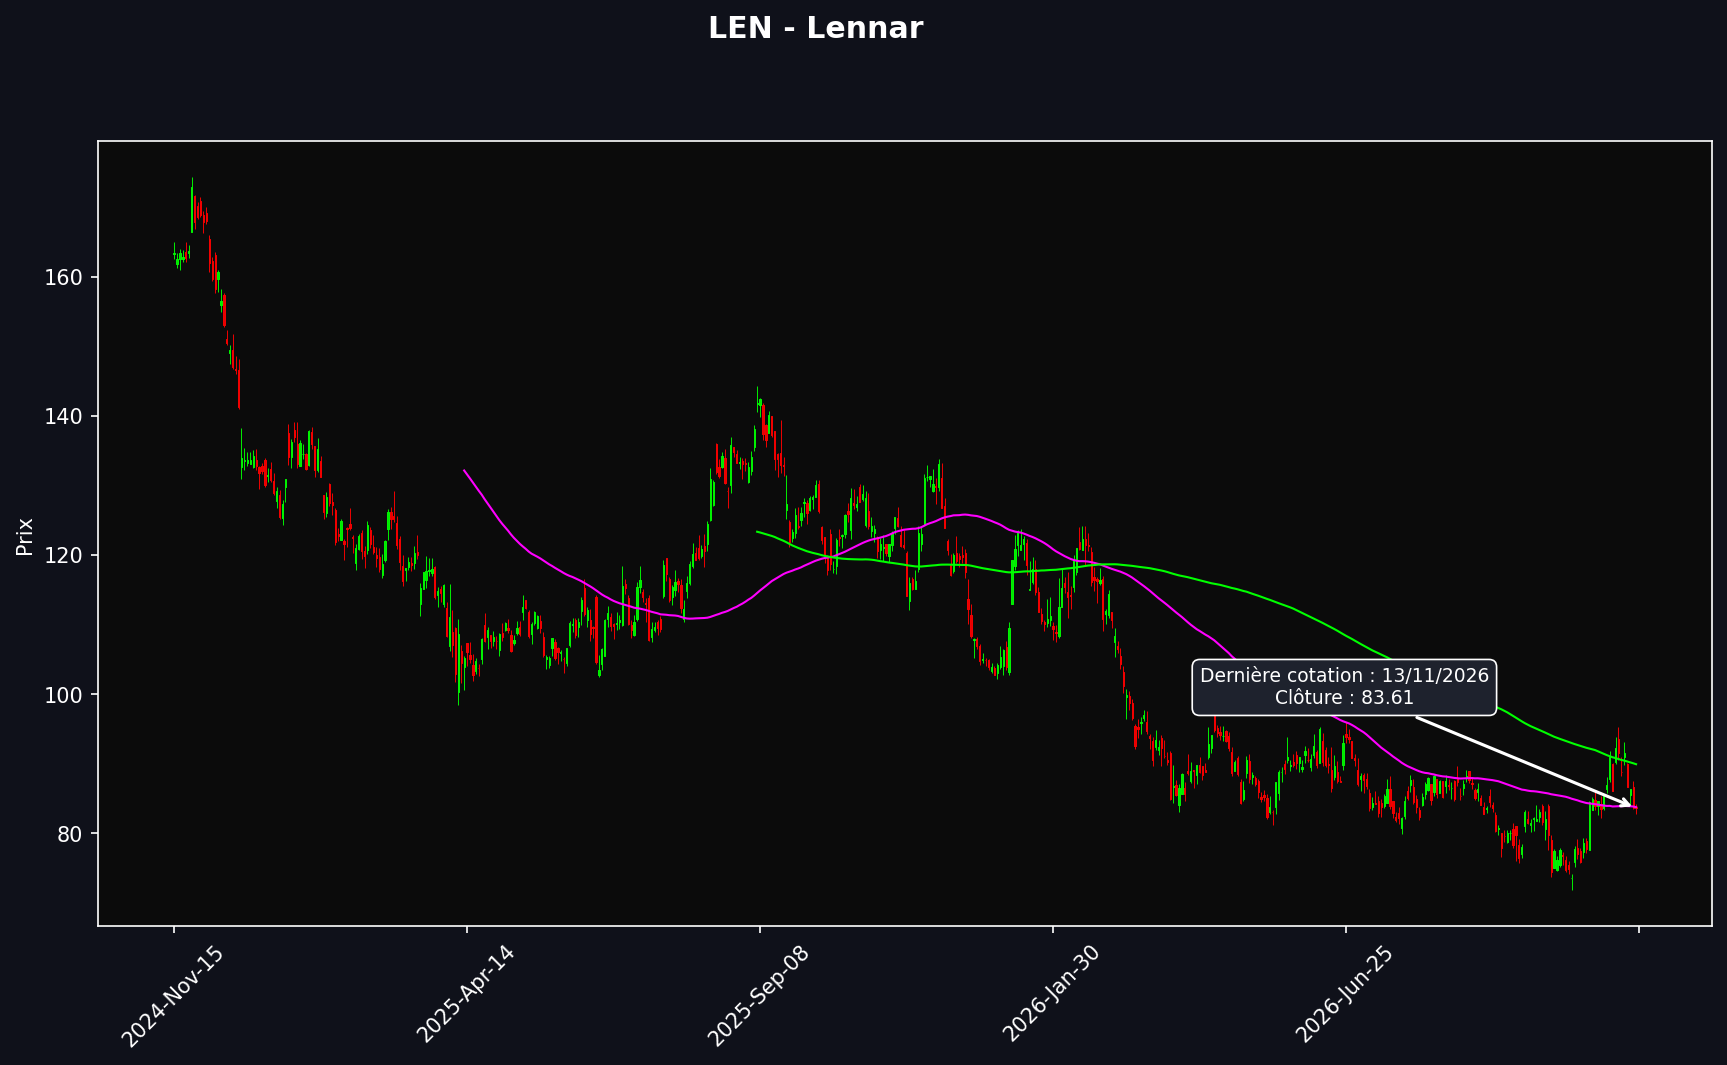 LEN - Lennar
160
140
120
100
80
Prix
Dernière cotation : 13/11/2026
Clôture : 83.61
2024-Nov-15
2025-Apr-14
2025-Sep-08
2026-Jan-30
2026-Jun-25